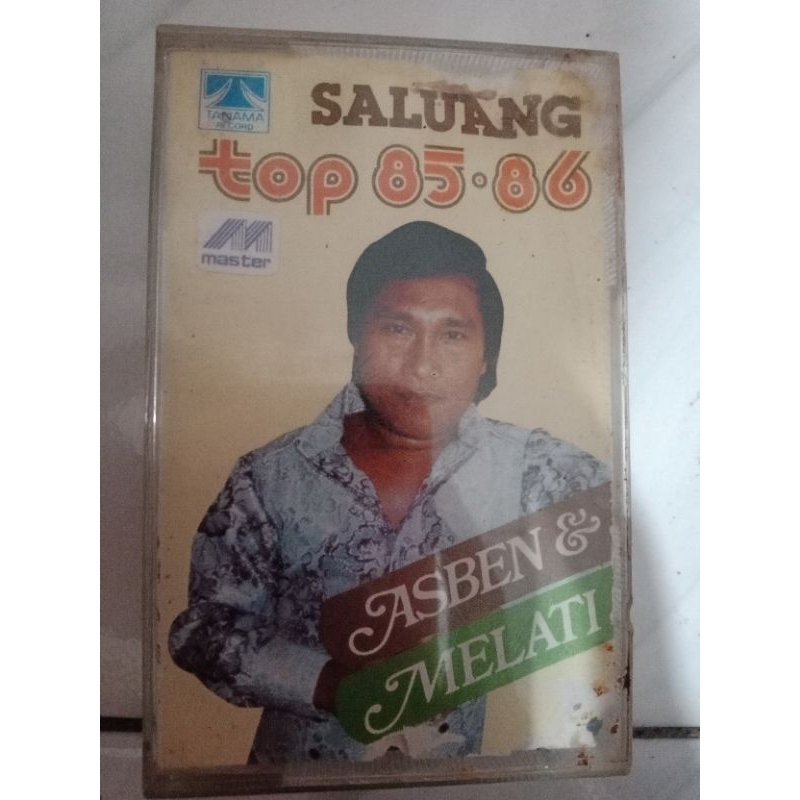 TANAMA
RECORD
SALUANG
top 85·86
master
ASBEN &
MELATI